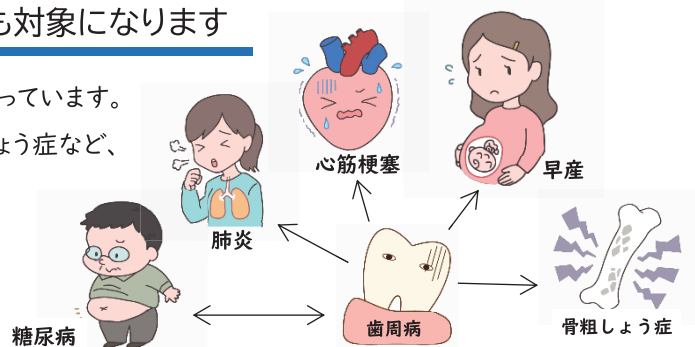 も対象になります
っています。
ょう症など、
心筋梗塞
早産
肺炎
糖尿病
歯周病
骨粗しょう症